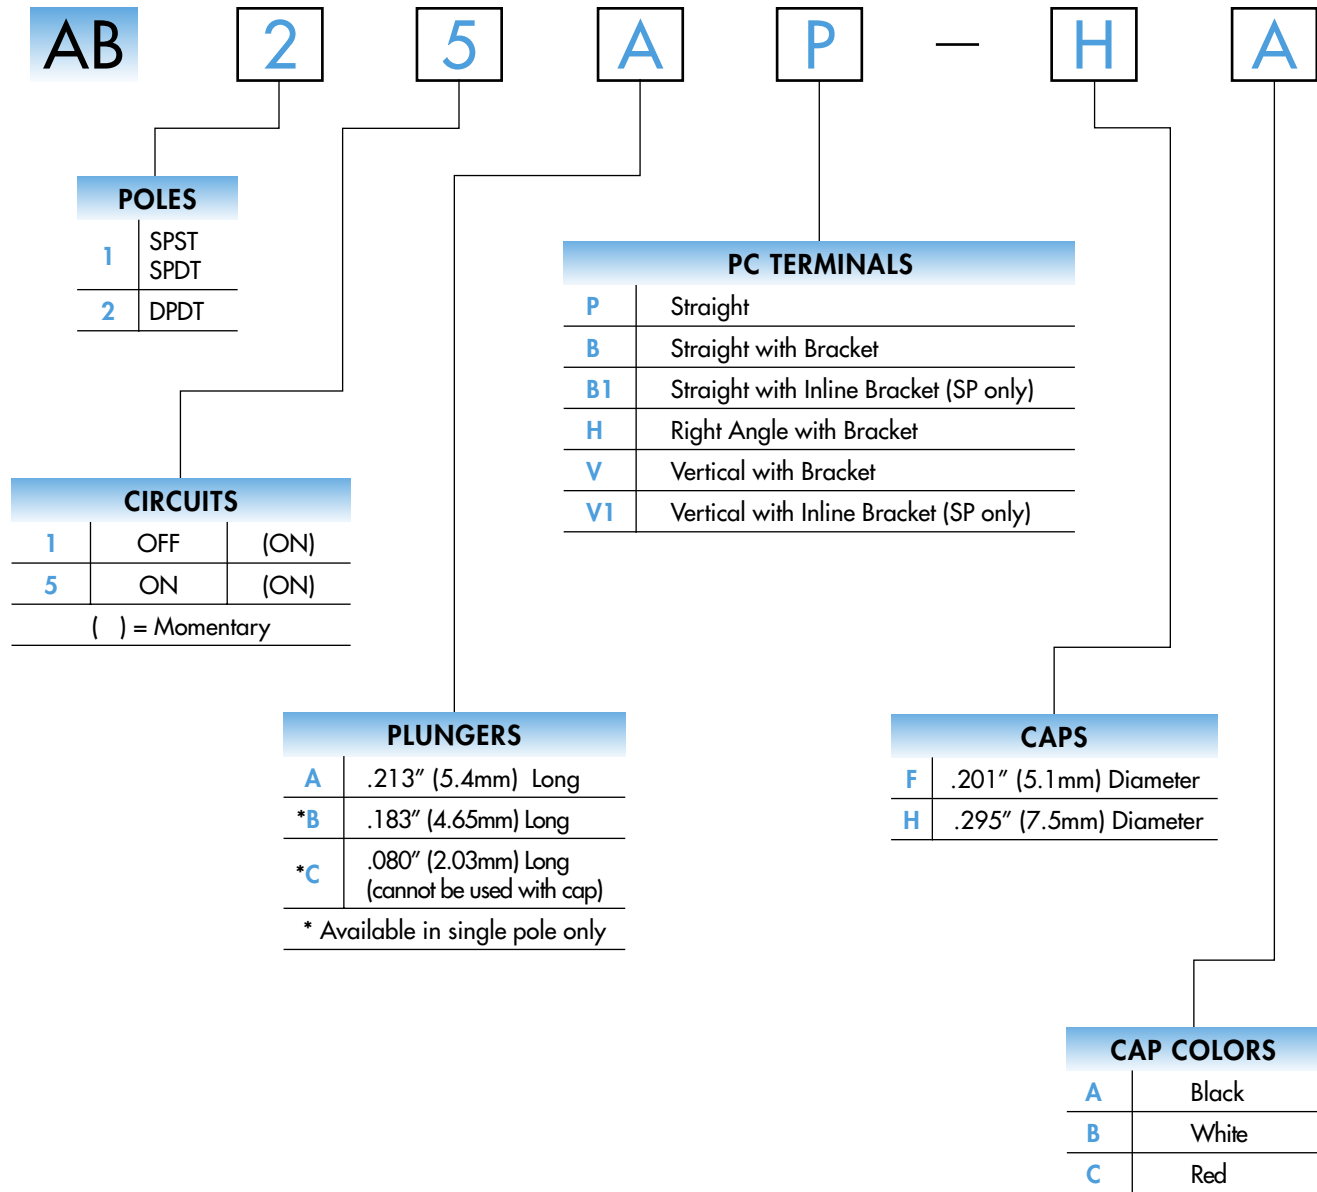 AB 2 5 A P — H A
POLES
1 SPST
SPDT
2 DPDT
PC TERMINALS
P Straight
B Straight with Bracket
B1 Straight with Inline Bracket (SP only)
H Right Angle with Bracket
V Vertical with Bracket
V1 Vertical with Inline Bracket (SP only)
CIRCUITS
1 OFF (ON)
5 ON (ON)
( ) = Momentary
PLUNGERS
A .213″ (5.4mm) Long
*B .183″ (4.65mm) Long
*C .080″ (2.03mm) Long
(cannot be used with cap)
* Available in single pole only
CAPS
F .201″ (5.1mm) Diameter
H .295″ (7.5mm) Diameter
CAP COLORS
A Black
B White
C Red